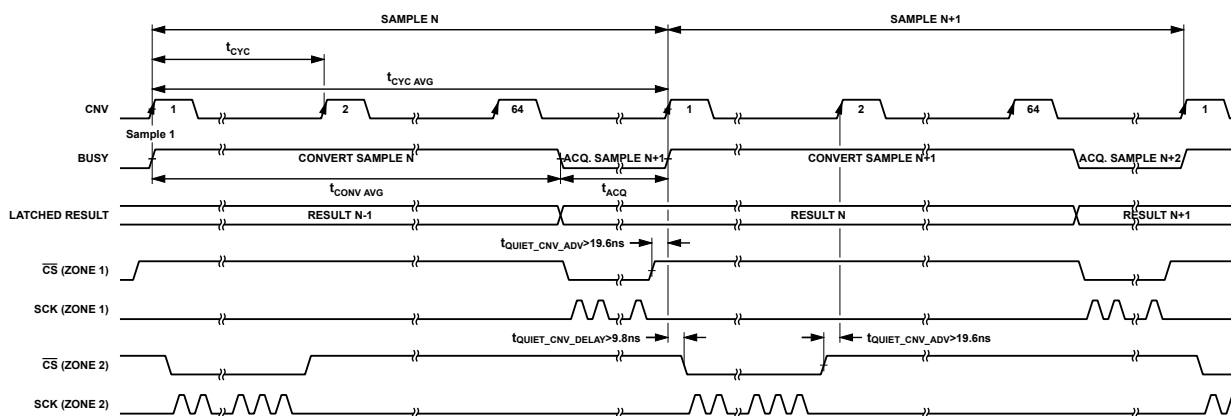 SAMPLE N
SAMPLE N+1
tCYC
tCYC AVG
CNV
1
2
64
1
2
64
1
Sample 1
BUSY
CONVERT SAMPLE N
ACQ. SAMPLE N+1
CONVERT SAMPLE N+1
ACQ. SAMPLE N+2
tCONV AVG
tACQ
LATCHED RESULT
RESULT N-1
RESULT N
RESULT N+1
tQUIET_CNV_ADV>19.6ns
CS (ZONE 1)
SCK (ZONE 1)
tQUIET_CNV_DELAY>9.8ns
tQUIET_CNV_ADV>19.6ns
CS (ZONE 2)
SCK (ZONE 2)